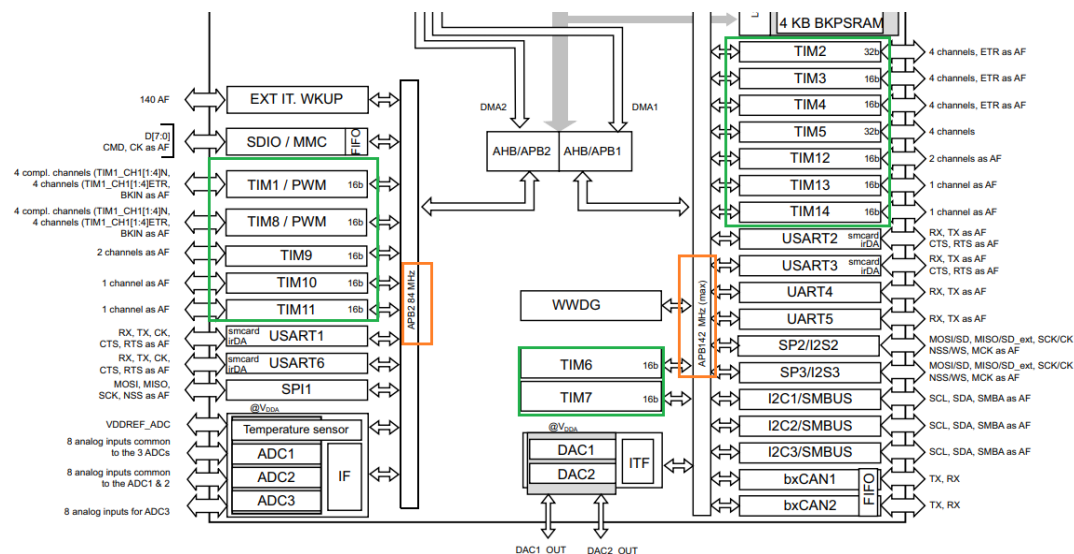 4 KB BKPSRAM
DMA2
DMA1
AHB/APB2
AHB/APB1
140 AF
EXT IT. WKUP
D[7:0]
CMD, CK as AF
SDIO / MMC
FIFO
4 compl. channels (TIM1_CH1[1:4]N,
4 channels (TIM1_CH1[1:4]ETR,
BKIN as AF
TIM1 / PWM 16b
4 compl. channels (TIM1_CH1[1:4]N,
4 channels (TIM1_CH1[1:4]ETR,
BKIN as AF
TIM8 / PWM 16b
2 channels as AF
TIM9 16b
1 channel as AF
TIM10 16b
1 channel as AF
TIM11 16b
RX, TX, CK,
CTS, RTS as AF
smcard
irDA
USART1
RX, TX, CK,
CTS, RTS as AF
smcard
irDA
USART6
MOSI, MISO,
SCK, NSS as AF
SPI1
APB2 84 MHz
@VDDA
VDDREF_ADC
Temperature sensor
8 analog inputs common
to the 3 ADCs
ADC1
8 analog inputs common
to the ADC1 & 2
ADC2
8 analog inputs for ADC3
ADC3
IF
WWDG
TIM6 16b
TIM7 16b
@VDDA
DAC1
DAC2
ITF
DAC1_OUT
DAC2_OUT
APB142 MHz (max)
TIM2 32b
4 channels, ETR as AF
TIM3 16b
4 channels, ETR as AF
TIM4 16b
4 channels, ETR as AF
TIM5 32b
4 channels
TIM12 16b
2 channels as AF
TIM13 16b
1 channel as AF
TIM14 16b
1 channel as AF
USART2
smcard
irDA
RX, TX as AF
CTS, RTS as AF
USART3
smcard
irDA
RX, TX as AF
CTS, RTS as AF
UART4
RX, TX as AF
UART5
RX, TX as AF
SP2/I2S2
MOSI/SD, MISO/SD_ext, SCK/CK
NSS/WS, MCK as AF
SP3/I2S3
MOSI/SD, MISO/SD_ext, SCK/CK
NSS/WS, MCK as AF
I2C1/SMBUS
SCL, SDA, SMBA as AF
I2C2/SMBUS
SCL, SDA, SMBA as AF
I2C3/SMBUS
SCL, SDA, SMBA as AF
bxCAN1
TX, RX
bxCAN2
TX, RX
FIFO